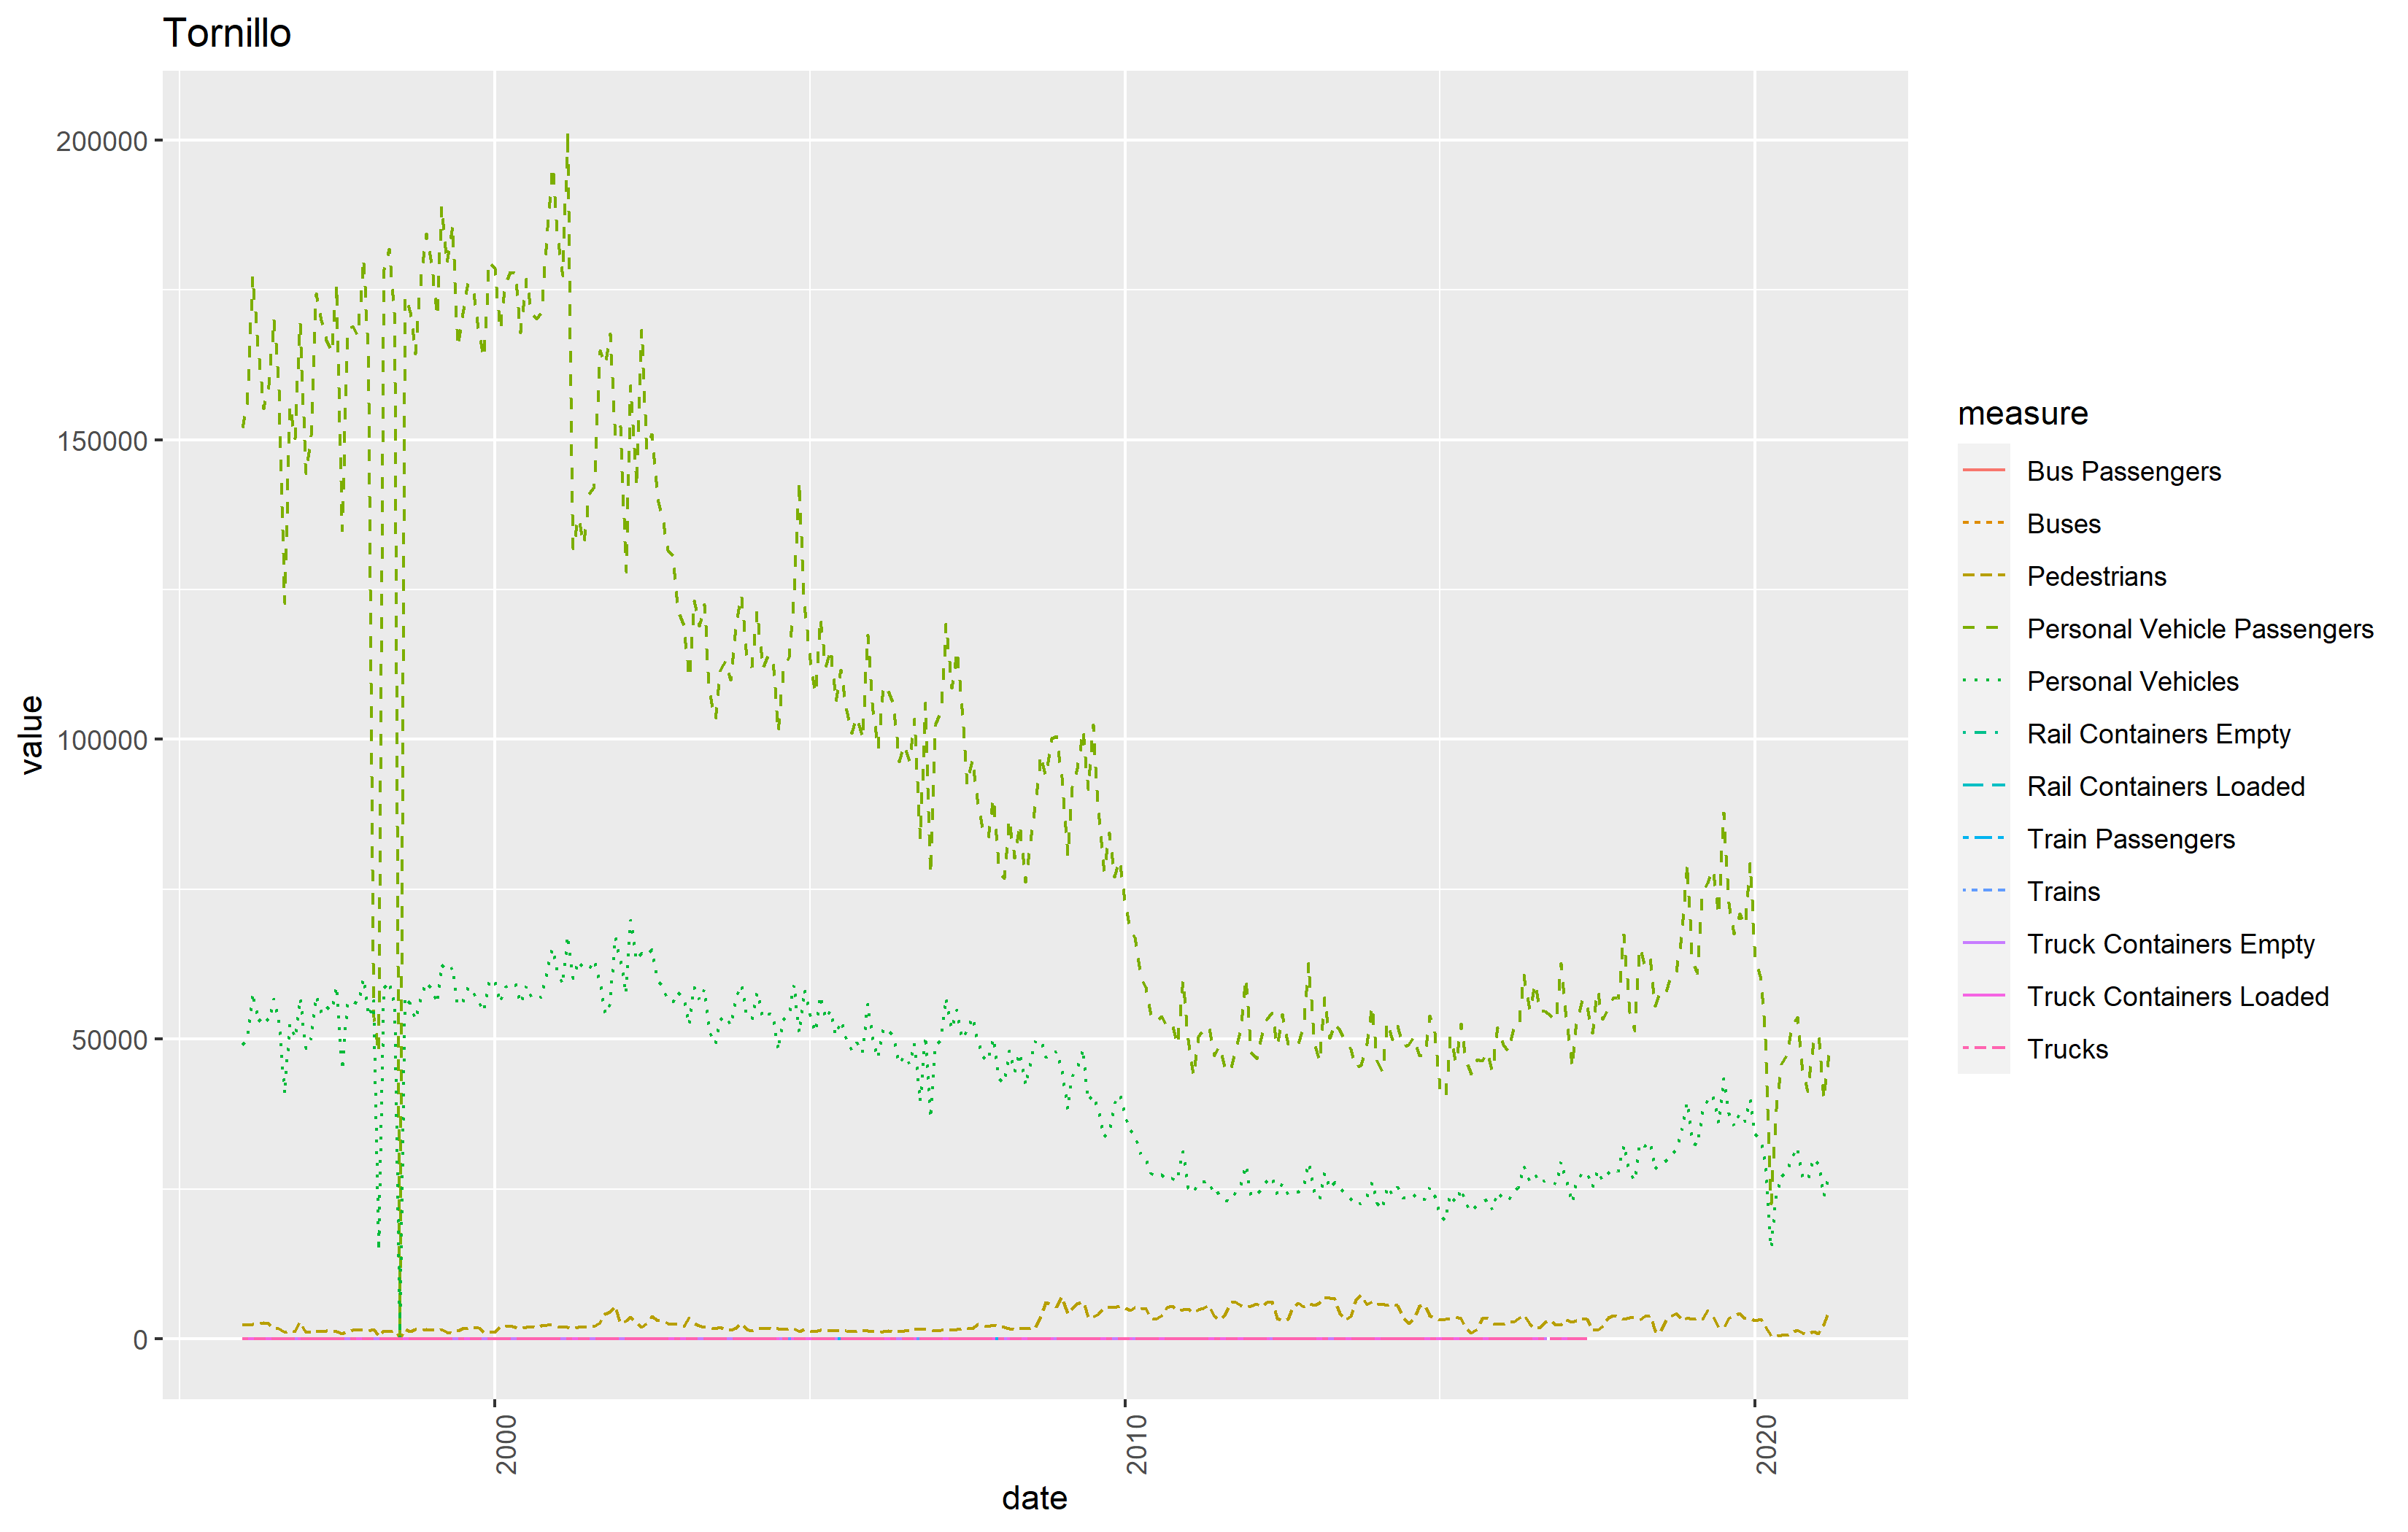 Tornillo
200000
150000
100000
50000
0
value
2000
2010
2020
date
measure
Bus Passengers
Buses
Pedestrians
Personal Vehicle Passengers
Personal Vehicles
Rail Containers Empty
Rail Containers Loaded
Train Passengers
Trains
Truck Containers Empty
Truck Containers Loaded
Trucks